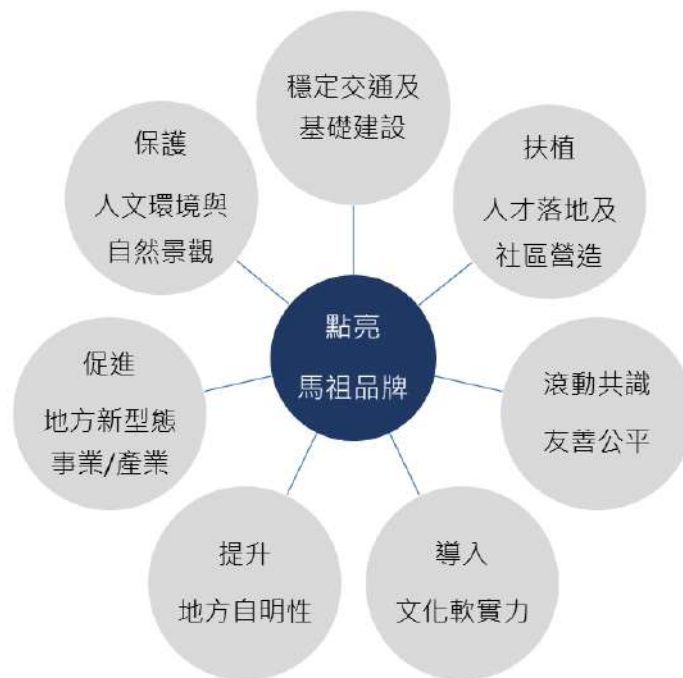 穩定交通及
基礎建設
扶植
人才落地及
社區營造
滾動共識
友善公平
導入
文化軟實力
提升
地方自明性
促進
地方新型態
事業/產業
保護
人文環境與
自然景觀
點亮
馬祖品牌